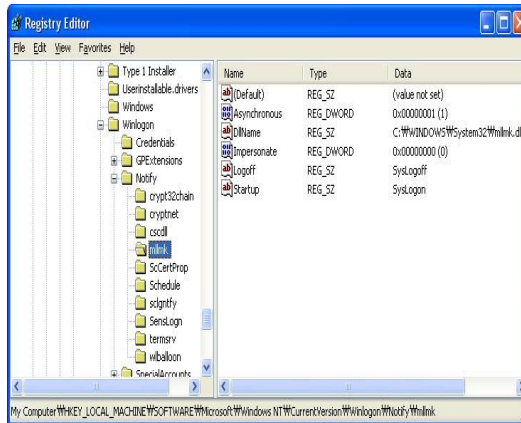 Registry Editor
File Edit View Favorites Help
Type 1 Installer
Userinstallable.drivers
Windows
Winlogon
Credentials
GPExtensions
Notify
crypt32chain
cryptnet
cscdll
mllmk
ScCertProp
Schedule
sclgntfy
SensLogn
termsrv
wlballoon
SpecialAccounts
Name Type Data
(Default) REG_SZ (value not set)
Asynchronous REG_DWORD 0x00000001 (1)
DllName REG_SZ C:₩WINDOWS₩System32₩mllmk.dl
Impersonate REG_DWORD 0x00000000 (0)
Logoff REG_SZ SysLogoff
Startup REG_SZ SysLogon
My Computer₩HKEY_LOCAL_MACHINE₩SOFTWARE₩Microsoft₩Windows NT₩CurrentVersion₩Winlogon₩Notify₩mllmk